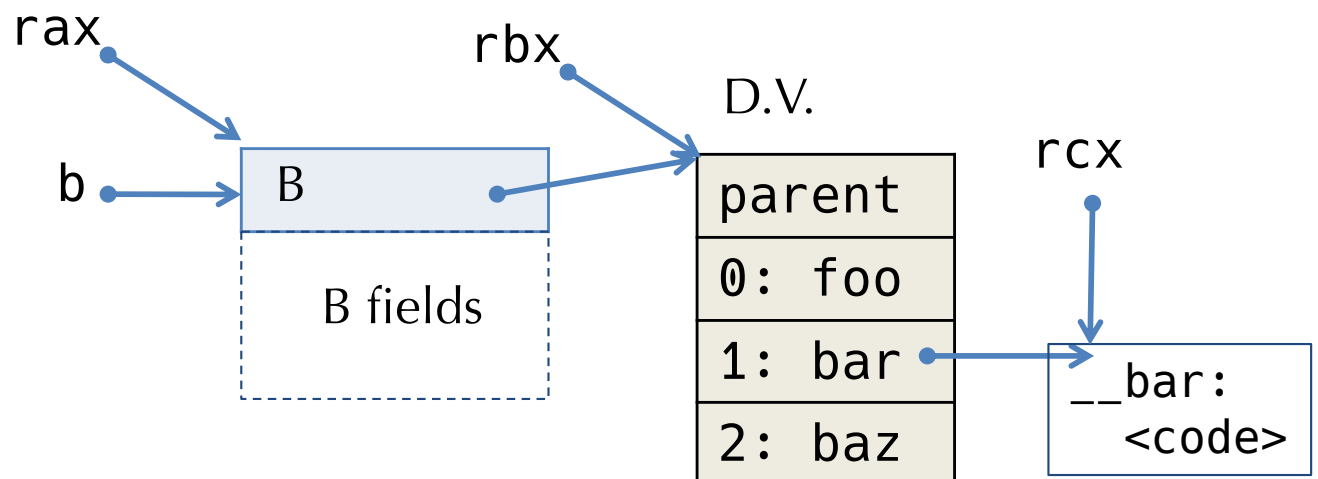 rax
rbx
D.V.
rcx
b
B
parent
0: foo
B fields
1: bar
__bar:
<code>
2: baz